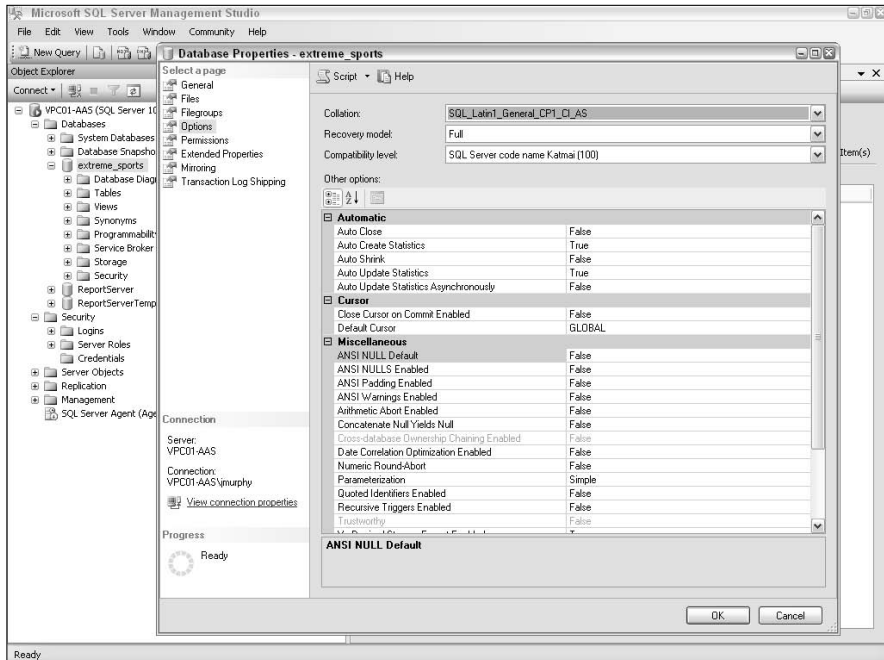 Microsoft SQL Server Management Studio
File Edit View Tools Window Community Help
New Query
Object Explorer
Connect
VPC01-AAS (SQL Server 10
Databases
System Databases
Database Snapsho
extreme_sports
Database Diag
Tables
Views
Synonyms
Programmabilit
Service Broker
Storage
Security
ReportServer
ReportServerTemp
Security
Logins
Server Roles
Credentials
Server Objects
Replication
Management
SQL Server Agent (Age
Item(s)
Database Properties - extreme_sports
Select a page
General
Files
Filegroups
Options
Permissions
Extended Properties
Mirroring
Transaction Log Shipping
Connection
Server:
VPC01-AAS
Connection:
VPC01-AAS\jmurphy
View connection properties
Progress
Ready
Script Help
Collation: SQL_Latin1_General_CP1_CI_AS
Recovery model: Full
Compatibility level: SQL Server code name Katmai (100)
Other options:
Automatic
Auto Close False
Auto Create Statistics True
Auto Shrink False
Auto Update Statistics True
Auto Update Statistics Asynchronously False
Cursor
Close Cursor on Commit Enabled False
Default Cursor GLOBAL
Miscellaneous
ANSI NULL Default False
ANSI NULLS Enabled False
ANSI Padding Enabled False
ANSI Warnings Enabled False
Arithmetic Abort Enabled False
Concatenate Null Yields Null False
Cross-database Ownership Chaining Enabled False
Date Correlation Optimization Enabled False
Numeric Round-Abort False
Parameterization Simple
Quoted Identifiers Enabled False
Recursive Triggers Enabled False
Trustworthy False
ANSI NULL Default
OK Cancel
Ready